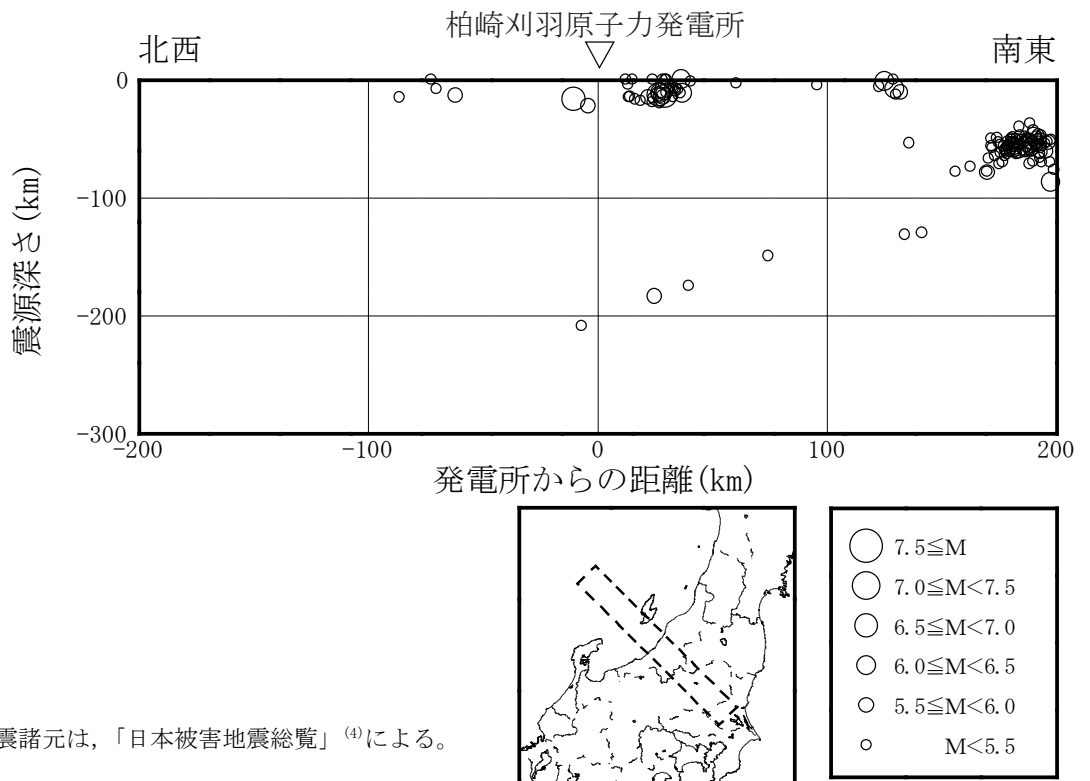 柏崎刈羽原子力発電所
北西
南東
0
-100
-200
-300
震源深さ(km)
-200
-100
0
100
200
発電所からの距離(km)
7.5≦M
7.0≦M<7.5
6.5≦M<7.0
6.0≦M<6.5
5.5≦M<6.0
M<5.5
震諸元は，「日本被害地震総覧」(4)による。